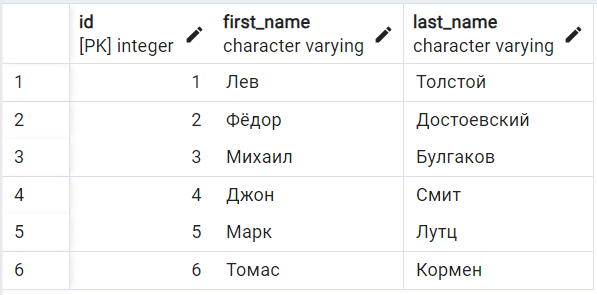 id first_name last_name
[PK] integer character varying character varying
1 1 Лев Толстой
2 2 Фёдор Достоевский
3 3 Михаил Булгаков
4 4 Джон Смит
5 5 Марк Лутц
6 6 Томас Кормен